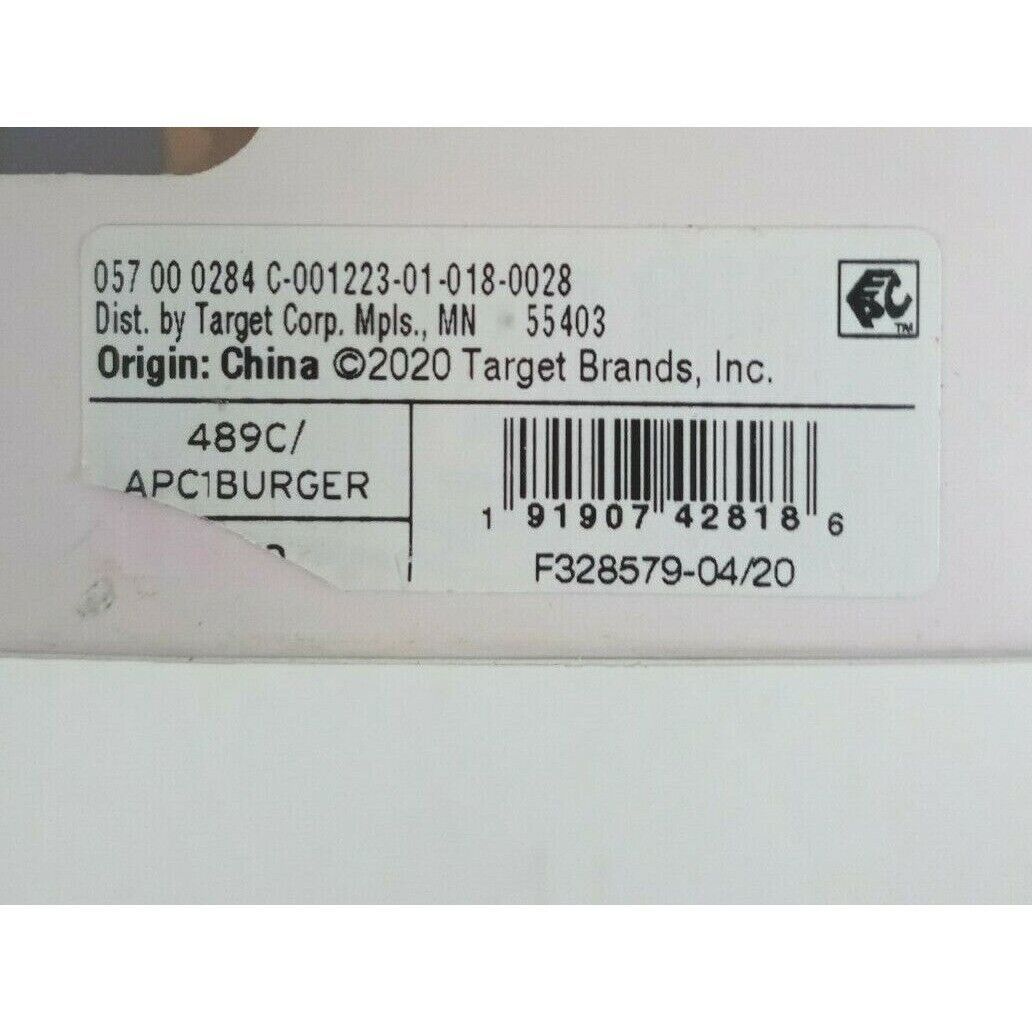 057 00 0284 C-001223-01-018-0028
Dist. by Target Corp. Mpls., MN 55403
Origin: China ©2020 Target Brands, Inc.
489C/
APC1BURGER
1 91907 42818 6
F328579-04/20
TM